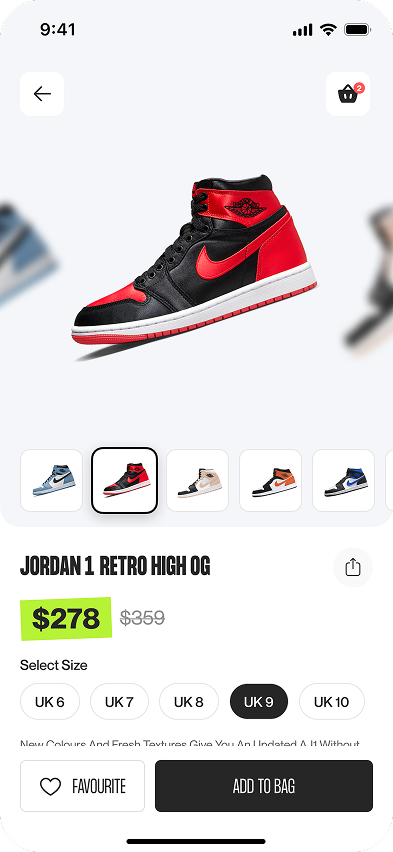 9:41
2
JORDAN 1 RETRO HIGH OG
$278 $359
Select Size
UK 6 UK 7 UK 8 UK 9 UK 10
New Colours And Fresh Textures Give You An Updated AJ1 Without
FAVOURITE ADD TO BAG